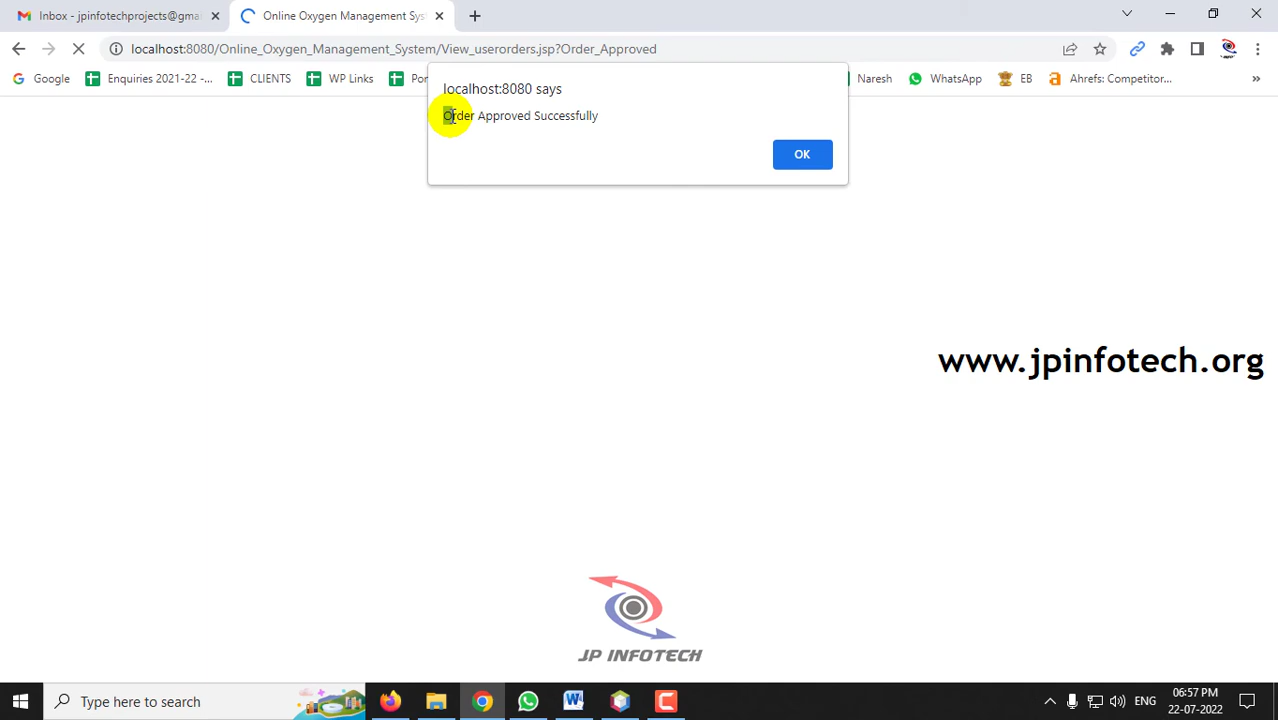 Inbox - jpinfotechprojects@gmai
Online Oxygen Management Sys
localhost:8080/Online_Oxygen_Management_System/View_userorders.jsp?Order_Approved
Google
Enquiries 2021-22 -...
CLIENTS
WP Links
Naresh
WhatsApp
EB
Ahrefs: Competitor...
localhost:8080 says
Order Approved Successfully
OK
www.jpinfotech.org
JP INFOTECH
Type here to search
ENG
06:57 PM
22-07-2022